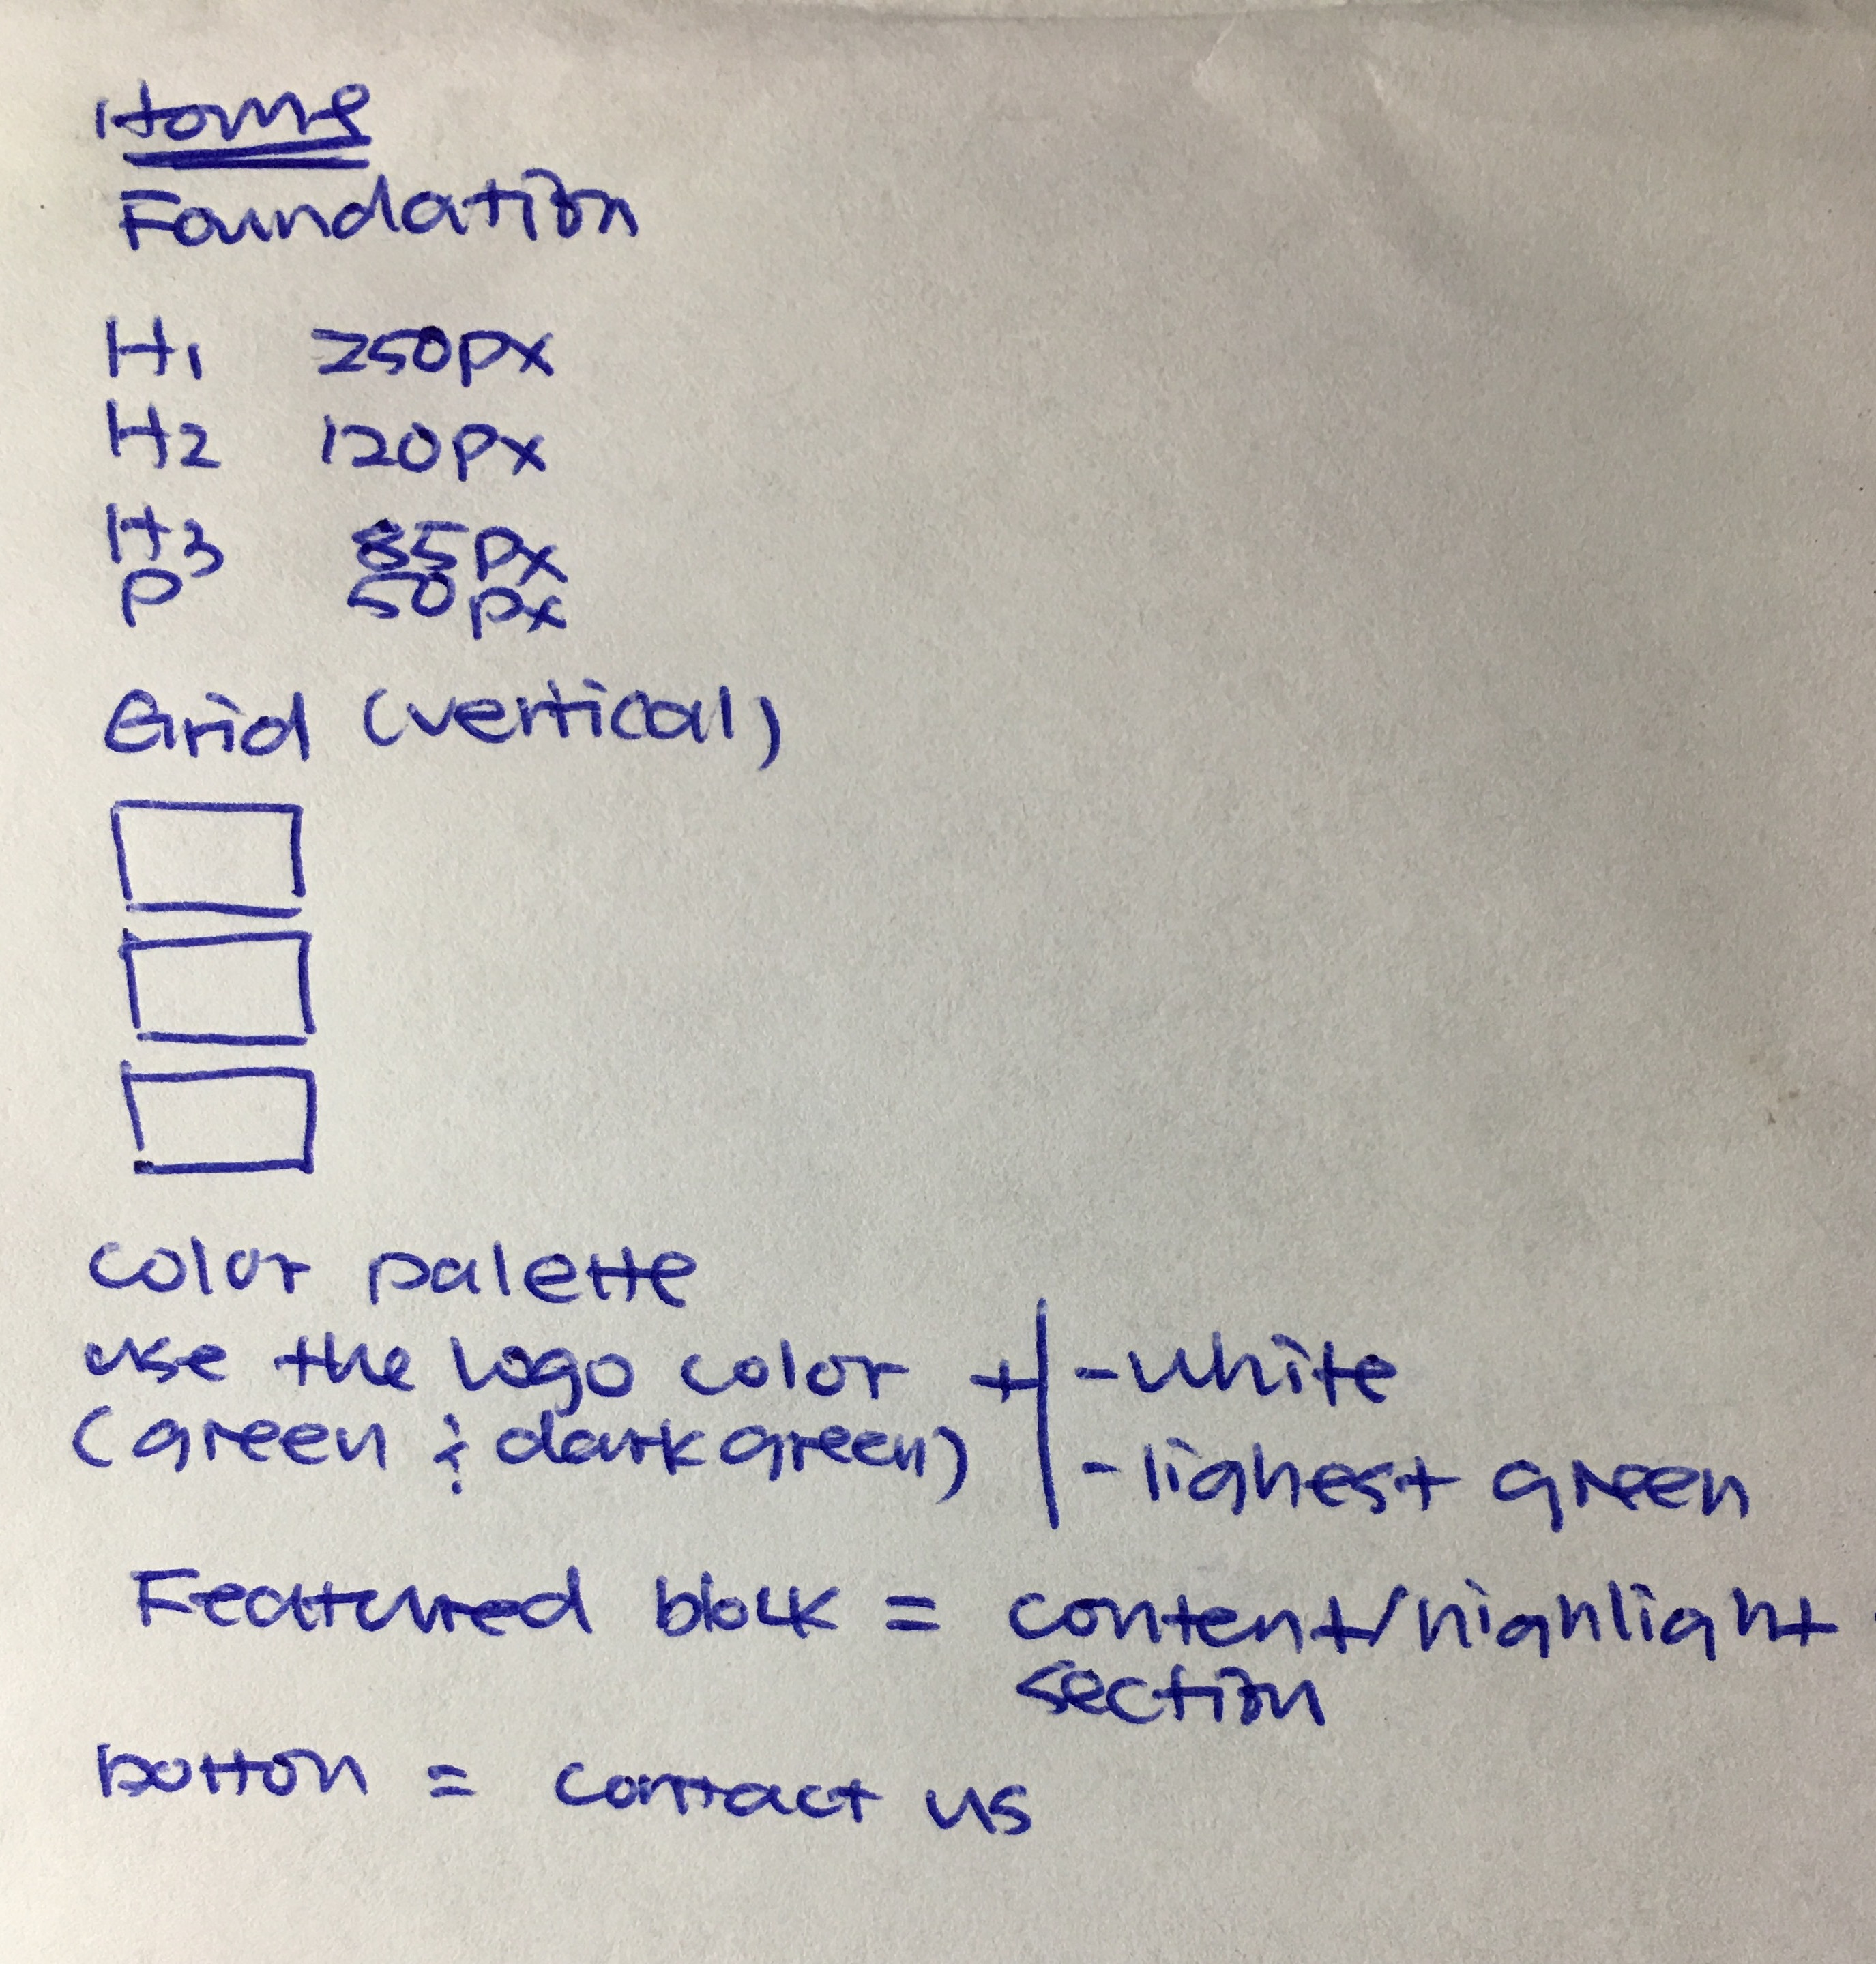 Home
Foundation
H1 250px
H2 120px
H3 85px
P 50px
Grid (vertical)
color palette
use the logo color + - white
(green & dark green) - lighest green
Featured block = content/highlight
section
botton = contact us